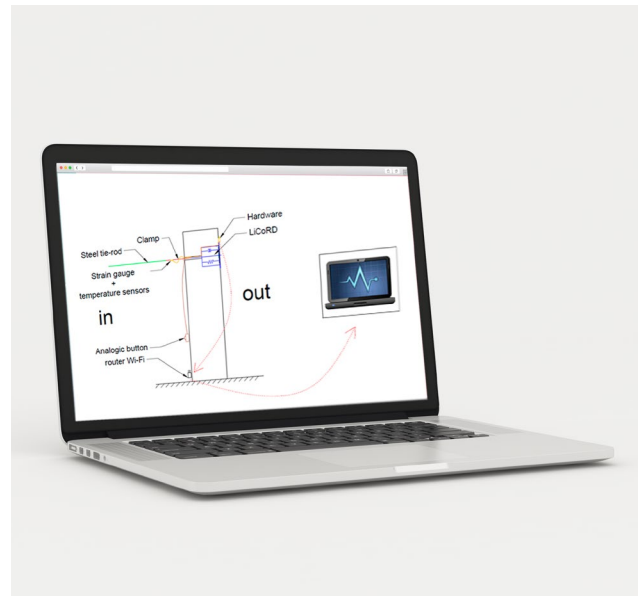 Hardware
LiCoRD
Clamp
Steel tie-rod
Strain gauge
+
temperature sensors
in
out
Analogic button
router Wi-Fi